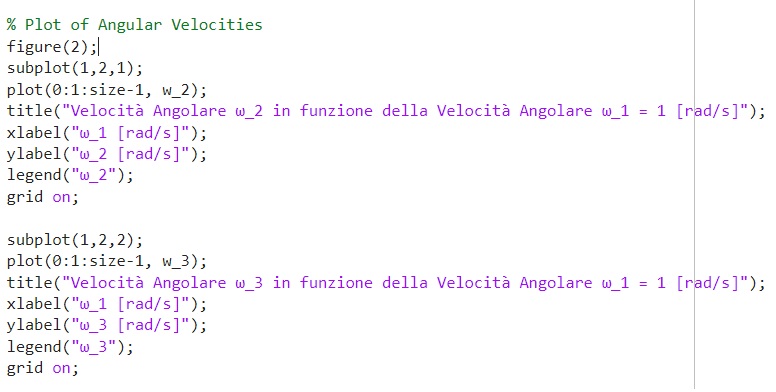 % Plot of Angular Velocities
figure(2);
subplot(1,2,1);
plot(0:1:size-1, w_2);
title("Velocità Angolare ω_2 in funzione della Velocità Angolare ω_1 = 1 [rad/s]");
xlabel("ω_1 [rad/s]");
ylabel("ω_2 [rad/s]");
legend("ω_2");
grid on;

subplot(1,2,2);
plot(0:1:size-1, w_3);
title("Velocità Angolare ω_3 in funzione della Velocità Angolare ω_1 = 1 [rad/s]");
xlabel("ω_1 [rad/s]");
ylabel("ω_3 [rad/s]");
legend("ω_3");
grid on;